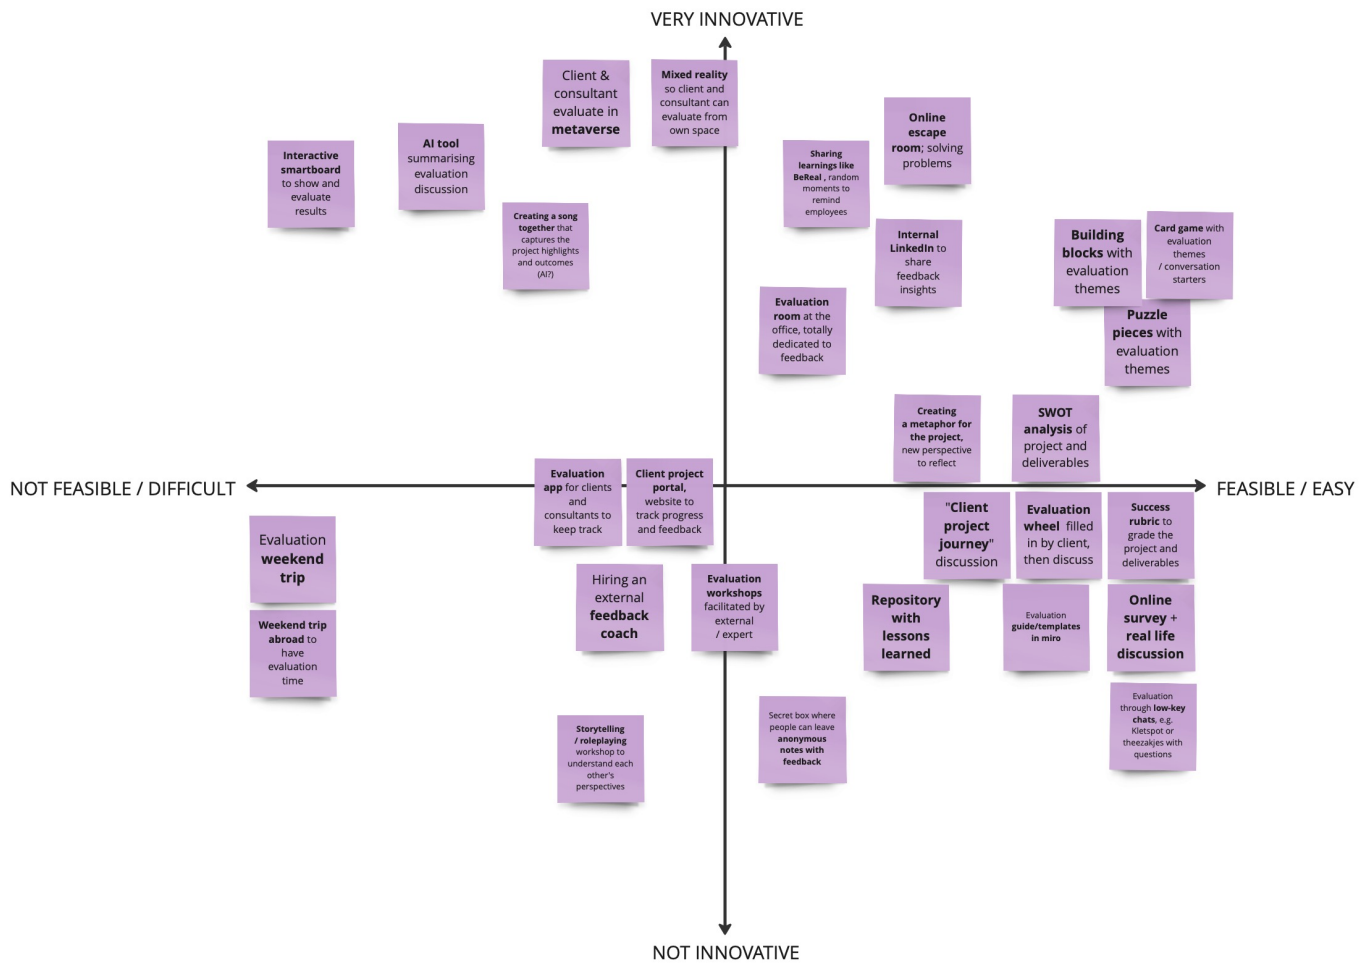 VERY INNOVATIVE
Client &
consultant
evaluate in
metaverse
Mixed reality
so client and
consultant can
evaluate from
own space
Online
escape
room; solving
problems
AI tool
summarising
evaluation
discussion
Interactive
smartboard
to show and
evaluate
results
Sharing
learnings like
BeReal , random
moments to
remind
employees
Creating a song
together that
captures the
project highlights
and outcomes
(AI?)
Internal
LinkedIn to
share
feedback
insights
Building
blocks with
evaluation
themes
Card game with
evaluation
themes
/ conversation
starters
Evaluation
room at the
office, totally
dedicated to
feedback
Puzzle
pieces with
evaluation
themes
Creating
a metaphor for
the project,
new perspective
to reflect
SWOT
analysis of
project and
deliverables
NOT FEASIBLE / DIFFICULT
Evaluation
app for clients
and
consultants to
keep track
Client project
portal,
website to
track progress
and feedback
FEASIBLE / EASY
"Client
project
journey"
discussion
Evaluation
wheel filled
in by client,
then discuss
Success
rubric to
grade the
project and
deliverables
Evaluation
weekend
trip
Hiring an
external
feedback
coach
Evaluation
workshops
facilitated by
external
/ expert
Repository
with
lessons
learned
Evaluation
guide/templates
in miro
Online
survey +
real life
discussion
Weekend trip
abroad to
have
evaluation
time
Storytelling
/ roleplaying
workshop to
understand each
other's
perspectives
Secret box where
people can leave
anonymous
notes with
feedback
Evaluation
through low-key
chats, e.g.
Kletspot or
theezakjes with
questions
NOT INNOVATIVE